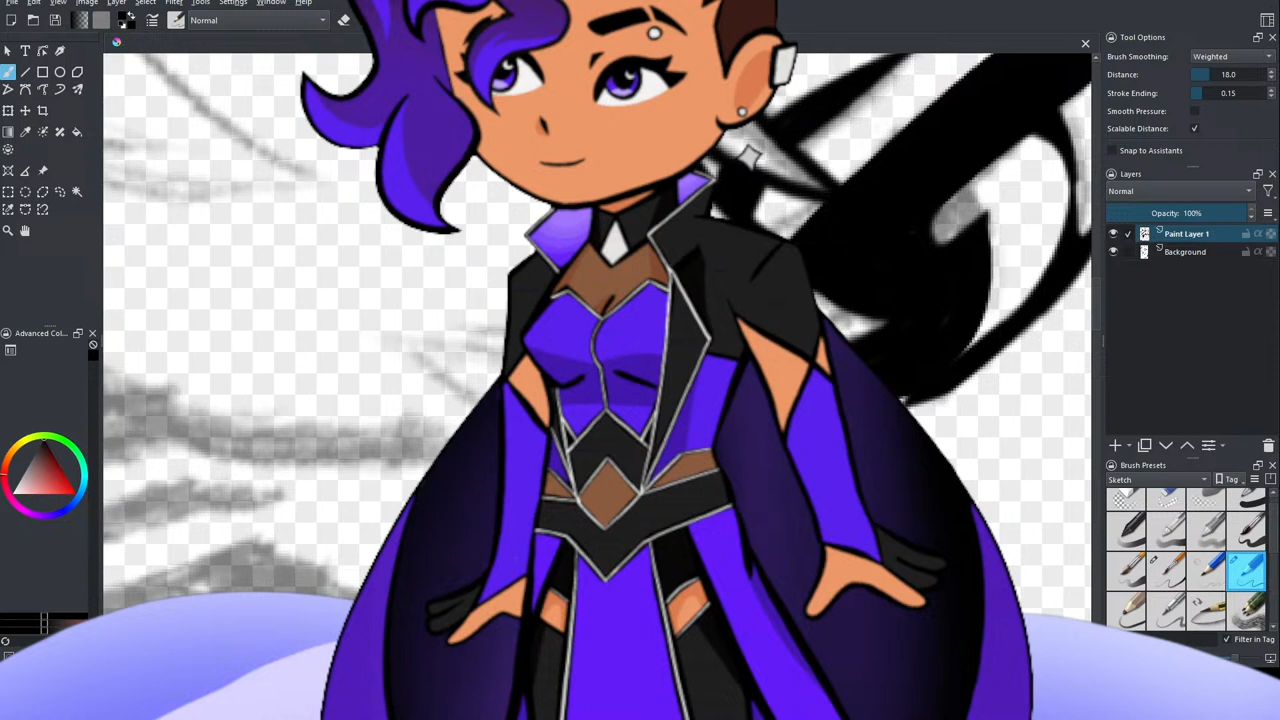 File Edit View Image Layer Select Filter Tools Settings Window Help
Normal
Tool Options
Brush Smoothing: Weighted
Distance: 18.0
Stroke Ending: 0.15
Smooth Pressure:
Scalable Distance:
Snap to Assistants
Layers
Normal
Opacity: 100%
Paint Layer 1
Background
Advanced Col...
Brush Presets
Sketch Tag
Filter in Tag